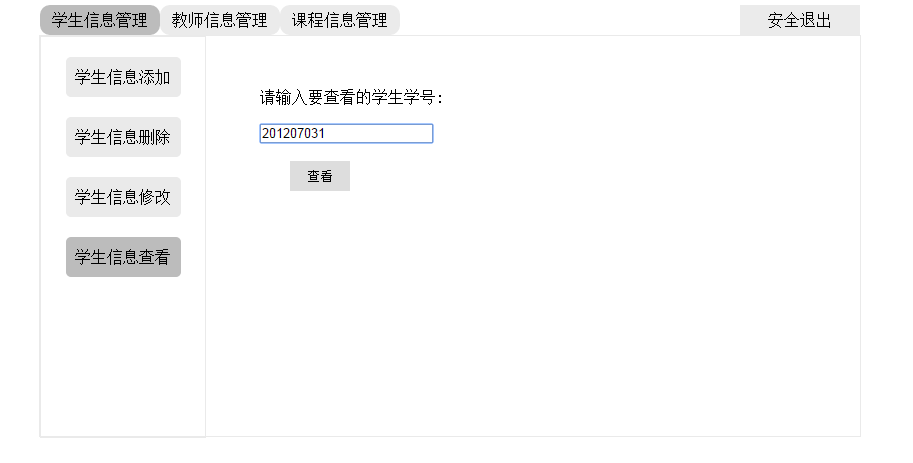 学生信息管理 教师信息管理 课程信息管理 安全退出
学生信息添加
学生信息删除
学生信息修改
学生信息查看
请输入要查看的学生学号:
201207031
查看